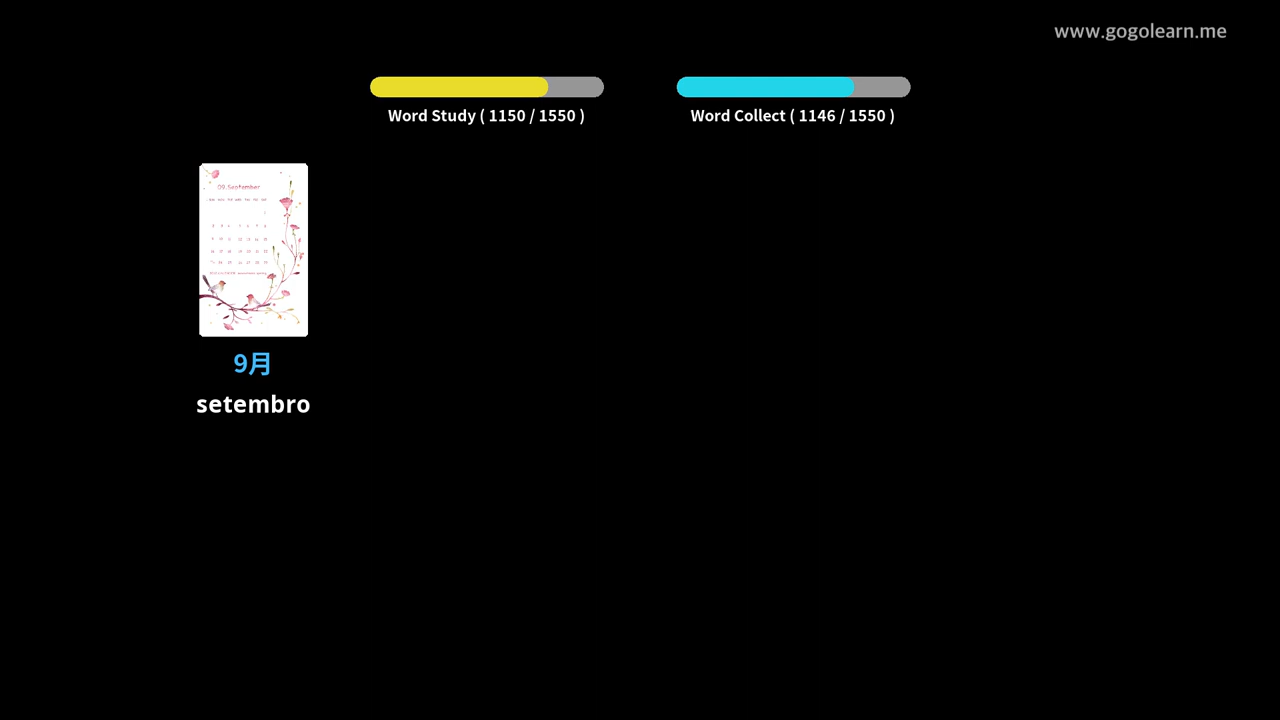 www.gogolearn.me
Word Study ( 1150 / 1550 )
Word Collect ( 1146 / 1550 )
09.September
9月
setembro